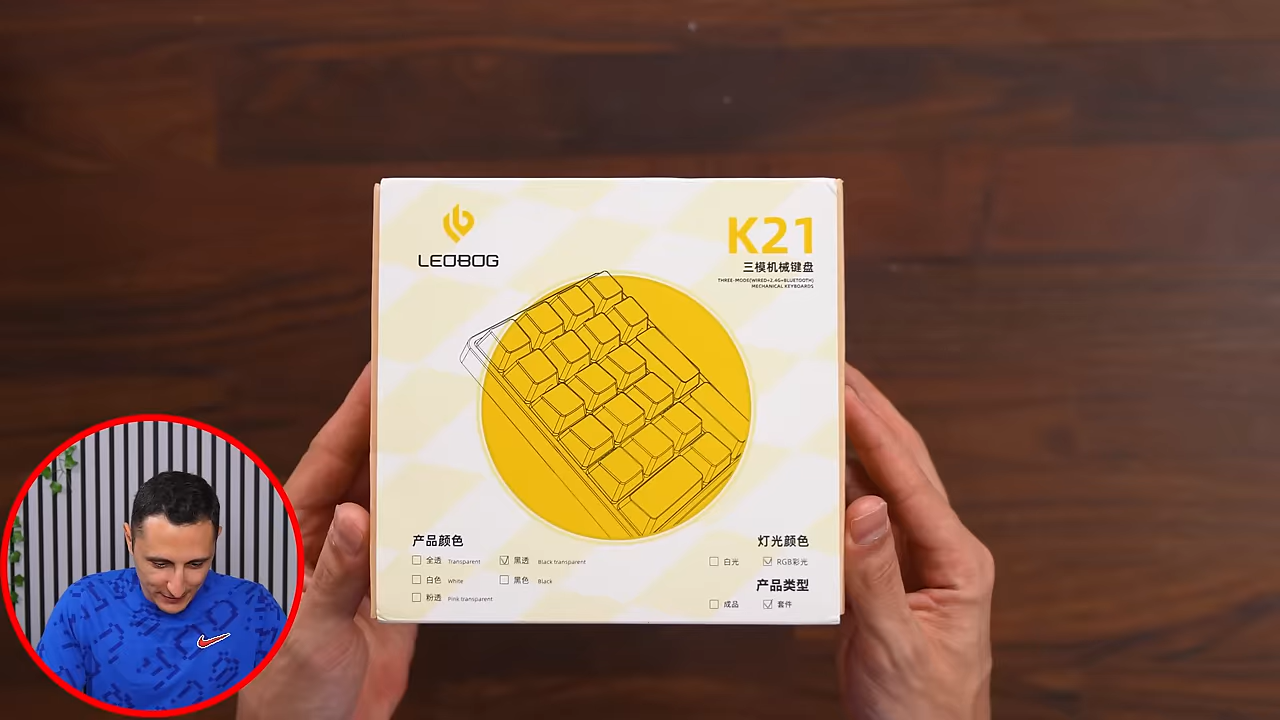 LEOBOG
K21
三模机械键盘
THREE-MODE(WIRED+2.4G+BLUETOOTH)
MECHANICAL KEYBOARDS
产品颜色
全透 Transparent 黑透 Black transparent
白色 White 黑色 Black
粉透 Pink transparent
灯光颜色
白光 RGB彩光
产品类型
成品 套件